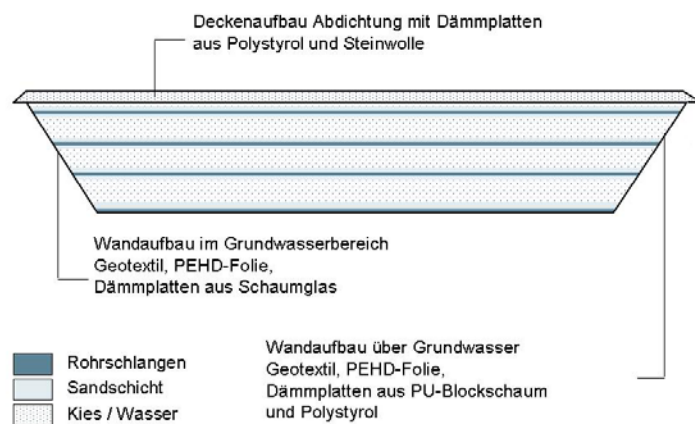 Deckenaufbau Abdichtung mit Dämmplatten
aus Polystyrol und Steinwolle
Wandaufbau im Grundwasserbereich
Geotextil, PEHD-Folie,
Dämmplatten aus Schaumglas
Rohrschlangen
Sandschicht
Kies / Wasser
Wandaufbau über Grundwasser
Geotextil, PEHD-Folie,
Dämmplatten aus PU-Blockschaum
und Polystyrol